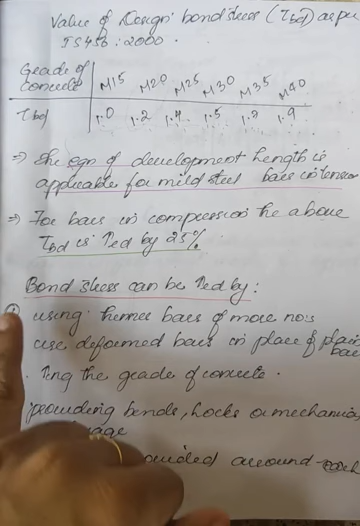 Value of Design bond stress (τbd) as per
IS456:2000.
Grade of concrete | M15 M20 M25 M30 M35 M40
τbd | 1.0 1.2 1.4 1.5 1.7 1.9
⇒ The eqn of development length is
applicable for mild steel bars in tension
⇒ For bars in compression the above
τbd is ↑ed by 25%
Bond stress can be ↑ed by:
using thinner bars of more no's
use deformed bars in place of plain bars
↑ing the grade of concrete.
providing bends, hooks or mechanical
ovided around each